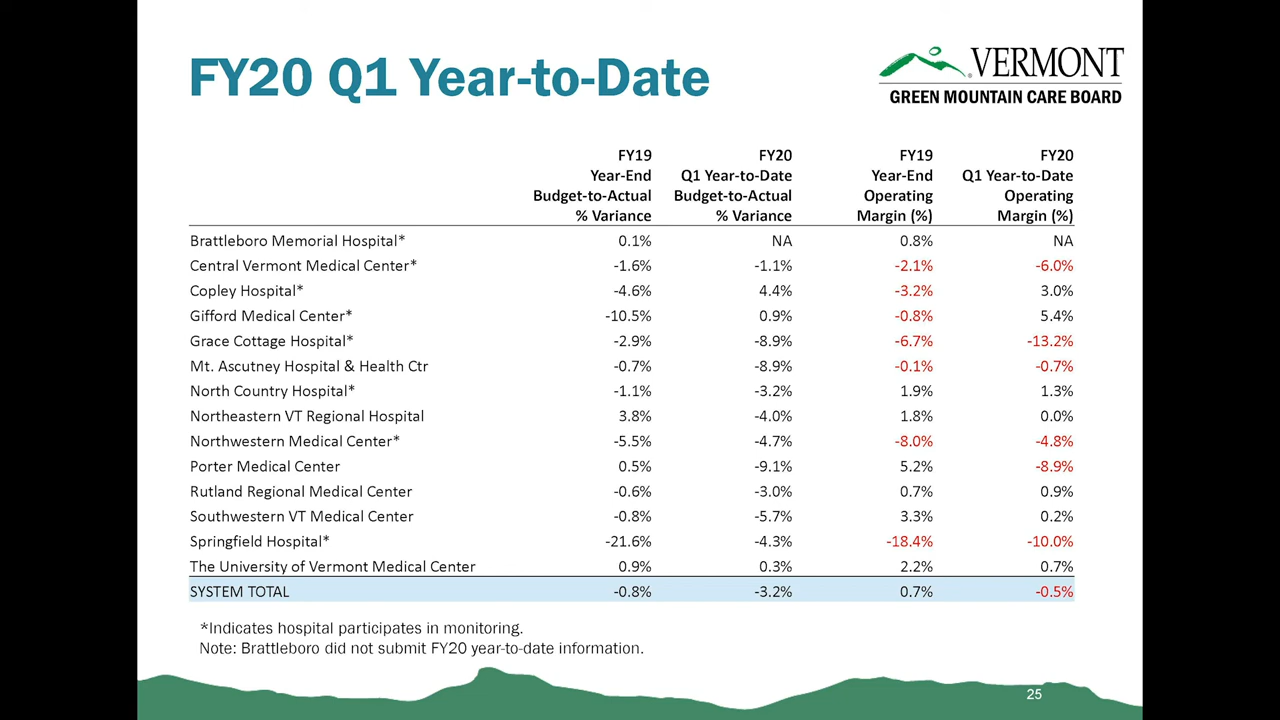 FY20 Q1 Year-to-Date
VERMONT
GREEN MOUNTAIN CARE BOARD
FY19 Year-End Budget-to-Actual % Variance FY20 Q1 Year-to-Date Budget-to-Actual % Variance FY19 Year-End Operating Margin (%) FY20 Q1 Year-to-Date Operating Margin (%)
Brattleboro Memorial Hospital* 0.1% NA 0.8% NA
Central Vermont Medical Center* -1.6% -1.1% -2.1% -6.0%
Copley Hospital* -4.6% 4.4% -3.2% 3.0%
Gifford Medical Center* -10.5% 0.9% -0.8% 5.4%
Grace Cottage Hospital* -2.9% -8.9% -6.7% -13.2%
Mt. Ascutney Hospital & Health Ctr -0.7% -8.9% -0.1% -0.7%
North Country Hospital* -1.1% -3.2% 1.9% 1.3%
Northeastern VT Regional Hospital 3.8% -4.0% 1.8% 0.0%
Northwestern Medical Center* -5.5% -4.7% -8.0% -4.8%
Porter Medical Center 0.5% -9.1% 5.2% -8.9%
Rutland Regional Medical Center -0.6% -3.0% 0.7% 0.9%
Southwestern VT Medical Center -0.8% -5.7% 3.3% 0.2%
Springfield Hospital* -21.6% -4.3% -18.4% -10.0%
The University of Vermont Medical Center 0.9% 0.3% 2.2% 0.7%
SYSTEM TOTAL -0.8% -3.2% 0.7% -0.5%
*Indicates hospital participates in monitoring.
Note: Brattleboro did not submit FY20 year-to-date information.
25